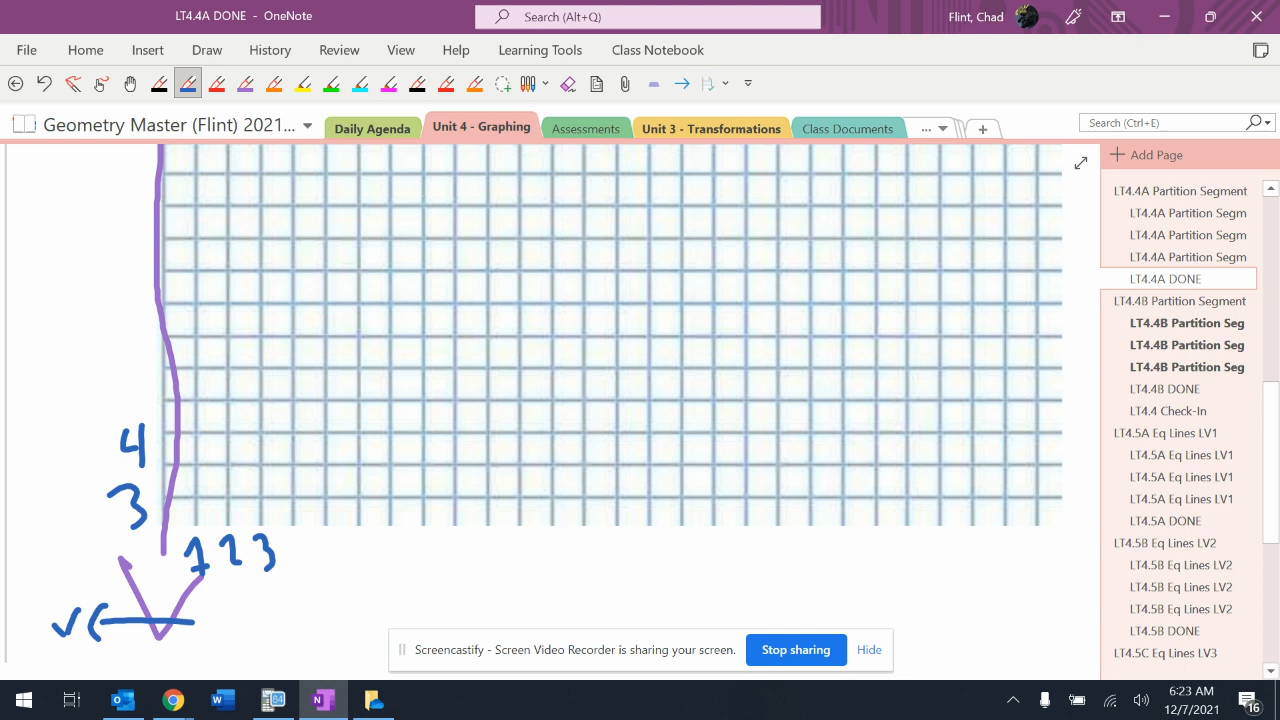 LT4.4A DONE - OneNote
Search (Alt+Q)
Flint, Chad
File Home Insert Draw History Review View Help Learning Tools Class Notebook
Geometry Master (Flint) 2021...
Daily Agenda
Unit 4 - Graphing
Assessments
Unit 3 - Transformations
Class Documents
...
Search (Ctrl+E)
Add Page
LT4.4A Partition Segment
LT4.4A Partition Segm
LT4.4A Partition Segm
LT4.4A Partition Segm
LT4.4A DONE
LT4.4B Partition Segment
LT4.4B Partition Seg
LT4.4B Partition Seg
LT4.4B Partition Seg
LT4.4B DONE
LT4.4 Check-In
LT4.5A Eq Lines LV1
LT4.5A Eq Lines LV1
LT4.5A Eq Lines LV1
LT4.5A Eq Lines LV1
LT4.5A DONE
LT4.5B Eq Lines LV2
LT4.5B Eq Lines LV2
LT4.5B Eq Lines LV2
LT4.5B Eq Lines LV2
LT4.5B DONE
LT4.5C Eq Lines LV3
4
3
1 2 3
Screencastify - Screen Video Recorder is sharing your screen.
Stop sharing
Hide
84
6:23 AM
12/7/2021
16